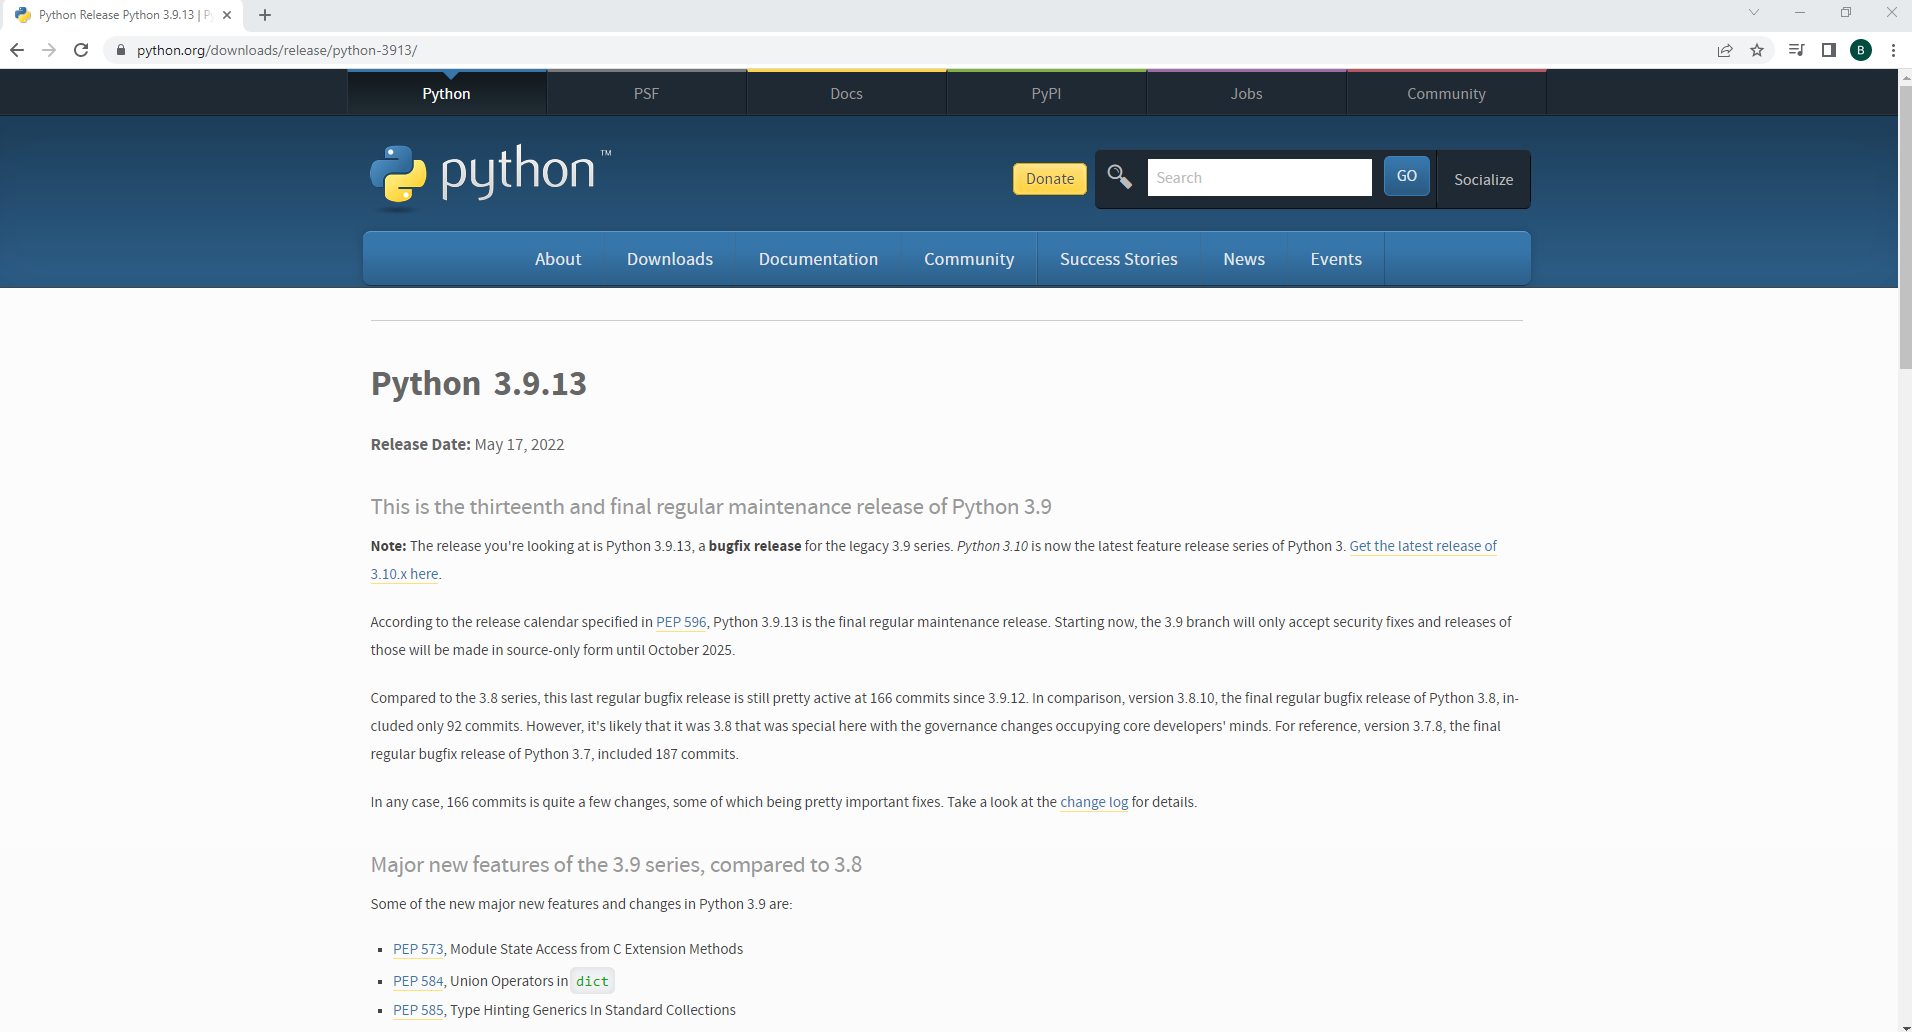 Python Release Python 3.9.13 |
python.org/downloads/release/python-3913/
B
Python PSF Docs PyPI Jobs Community
python™
Donate Search GO Socialize
About Downloads Documentation Community Success Stories News Events
Python 3.9.13
Release Date: May 17, 2022
This is the thirteenth and final regular maintenance release of Python 3.9
Note: The release you're looking at is Python 3.9.13, a bugfix release for the legacy 3.9 series. Python 3.10 is now the latest feature release series of Python 3. Get the latest release of
3.10.x here.
According to the release calendar specified in PEP 596, Python 3.9.13 is the final regular maintenance release. Starting now, the 3.9 branch will only accept security fixes and releases of
those will be made in source-only form until October 2025.
Compared to the 3.8 series, this last regular bugfix release is still pretty active at 166 commits since 3.9.12. In comparison, version 3.8.10, the final regular bugfix release of Python 3.8, in-
cluded only 92 commits. However, it's likely that it was 3.8 that was special here with the governance changes occupying core developers' minds. For reference, version 3.7.8, the final
regular bugfix release of Python 3.7, included 187 commits.
In any case, 166 commits is quite a few changes, some of which being pretty important fixes. Take a look at the change log for details.
Major new features of the 3.9 series, compared to 3.8
Some of the new major new features and changes in Python 3.9 are:
PEP 573, Module State Access from C Extension Methods
PEP 584, Union Operators in dict
PEP 585, Type Hinting Generics In Standard Collections